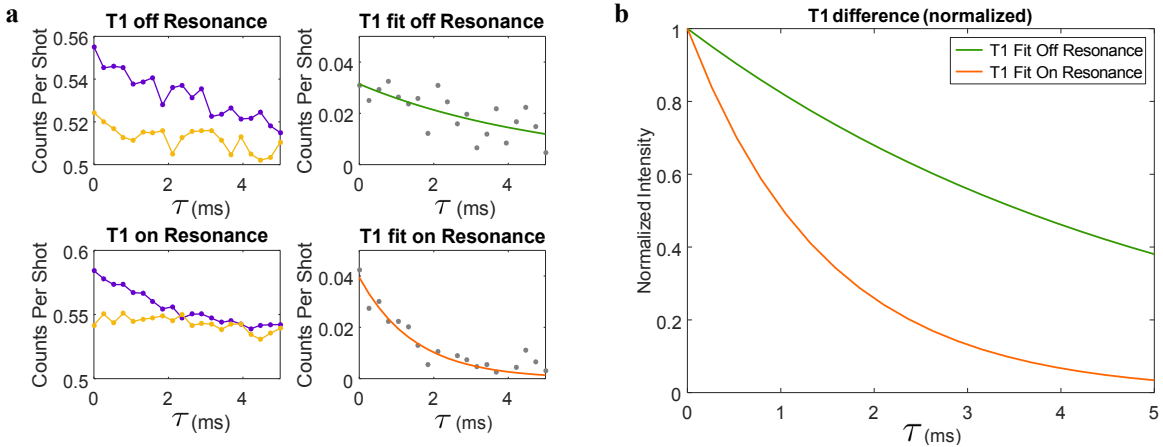 a
T1 off Resonance
Counts Per Shot
0.56
0.54
0.52
0.5
0 2 4
τ (ms)
T1 fit off Resonance
Counts Per Shot
0.04
0.02
0
0 2 4
τ (ms)
T1 on Resonance
Counts Per Shot
0.6
0.55
0.5
0 2 4
τ (ms)
T1 fit on Resonance
Counts Per Shot
0.04
0.02
0
0 2 4
τ (ms)
b
T1 difference (normalized)
Normalized Intensity
1
0.8
0.6
0.4
0.2
0
0 1 2 3 4 5
τ (ms)
T1 Fit Off Resonance
T1 Fit On Resonance